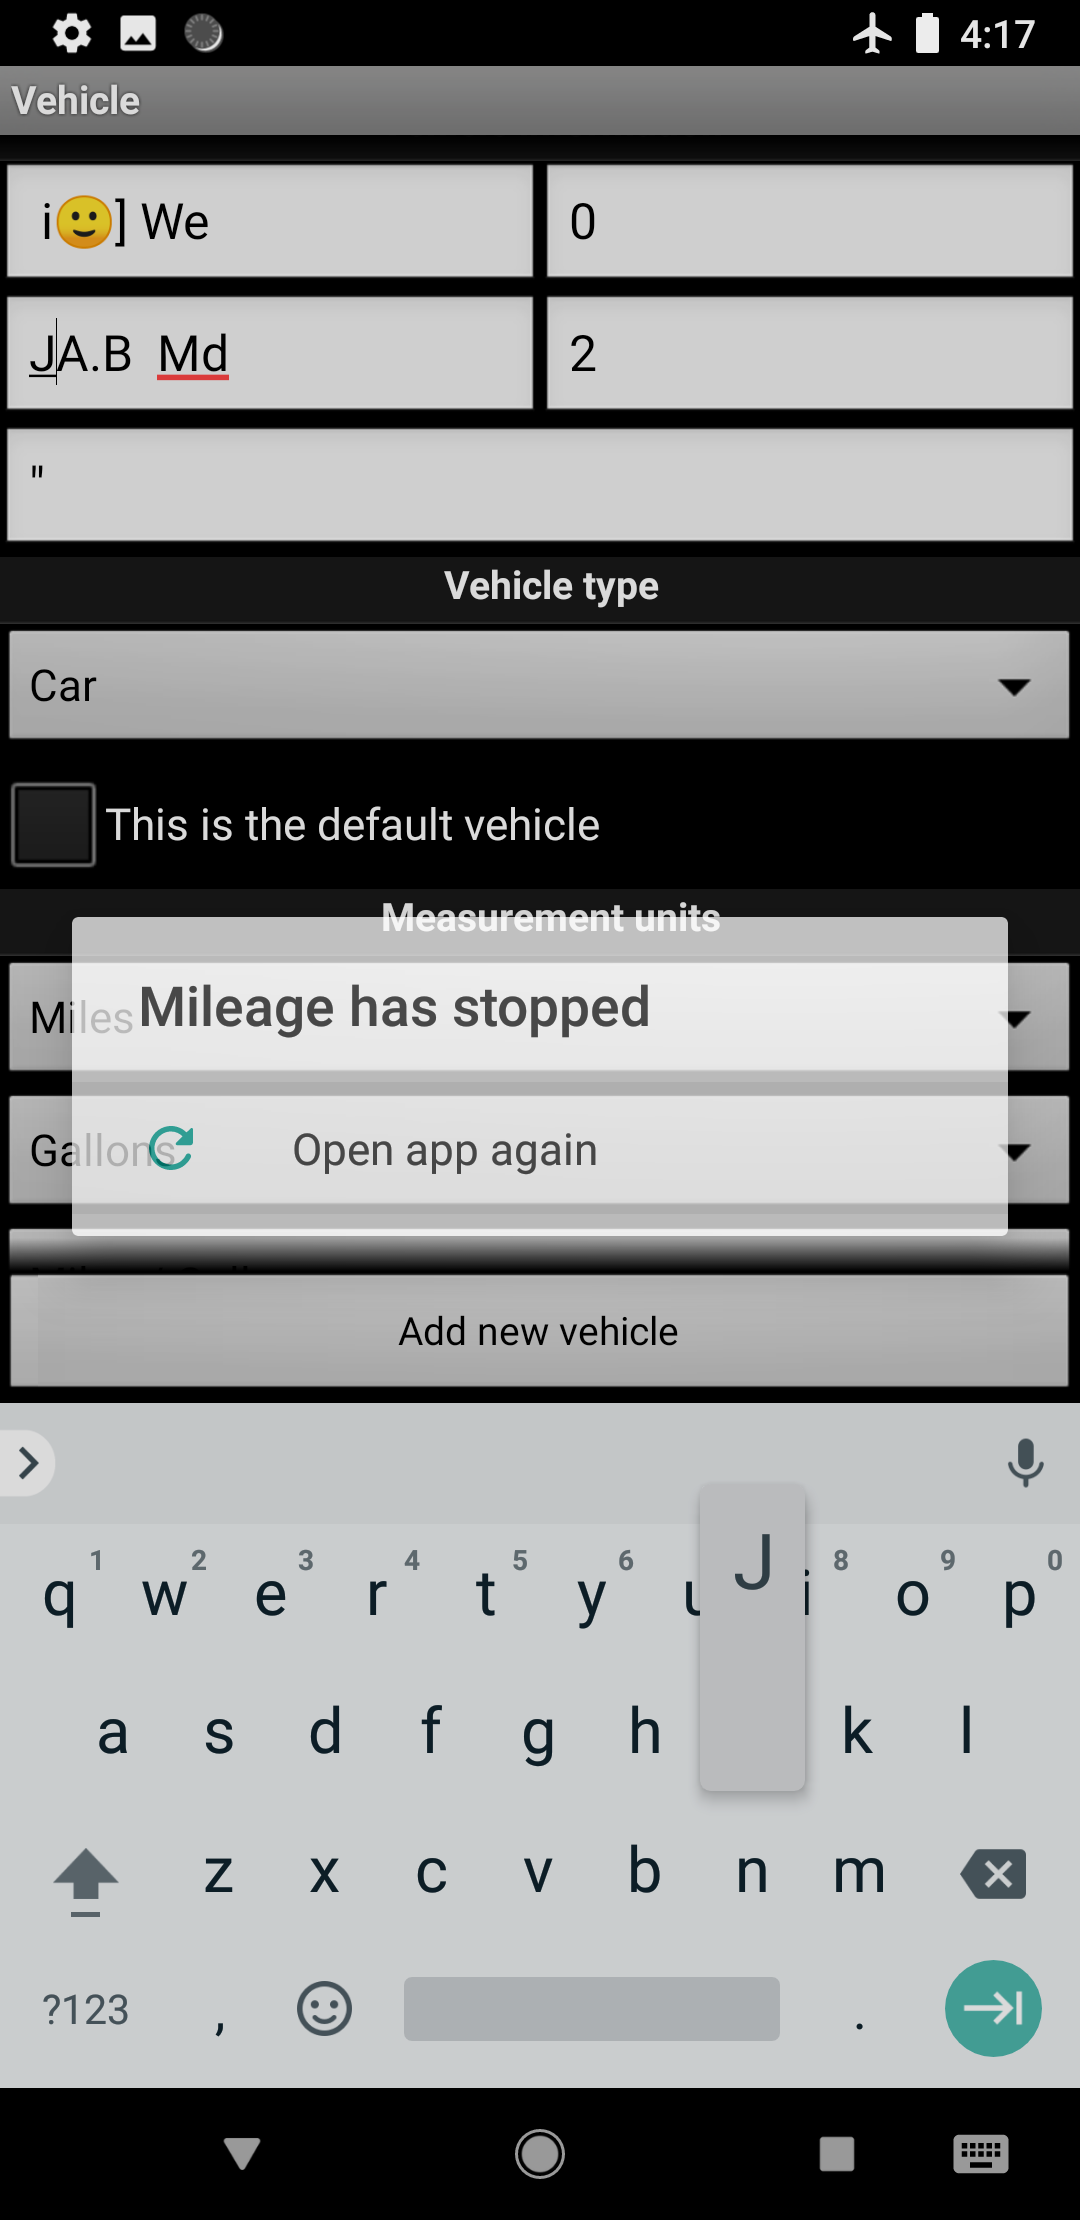 4:17
Vehicle
i🙂] We
0
JA.B Md
2
"
Vehicle type
Car
This is the default vehicle
Measurement units
Miles
Mileage has stopped
Gallons
Open app again
Add new vehicle
1 2 3 4 5 6 8 9 0
q w e r t y u i o p
J
a s d f g h k l
z x c v b n m
?123 , .